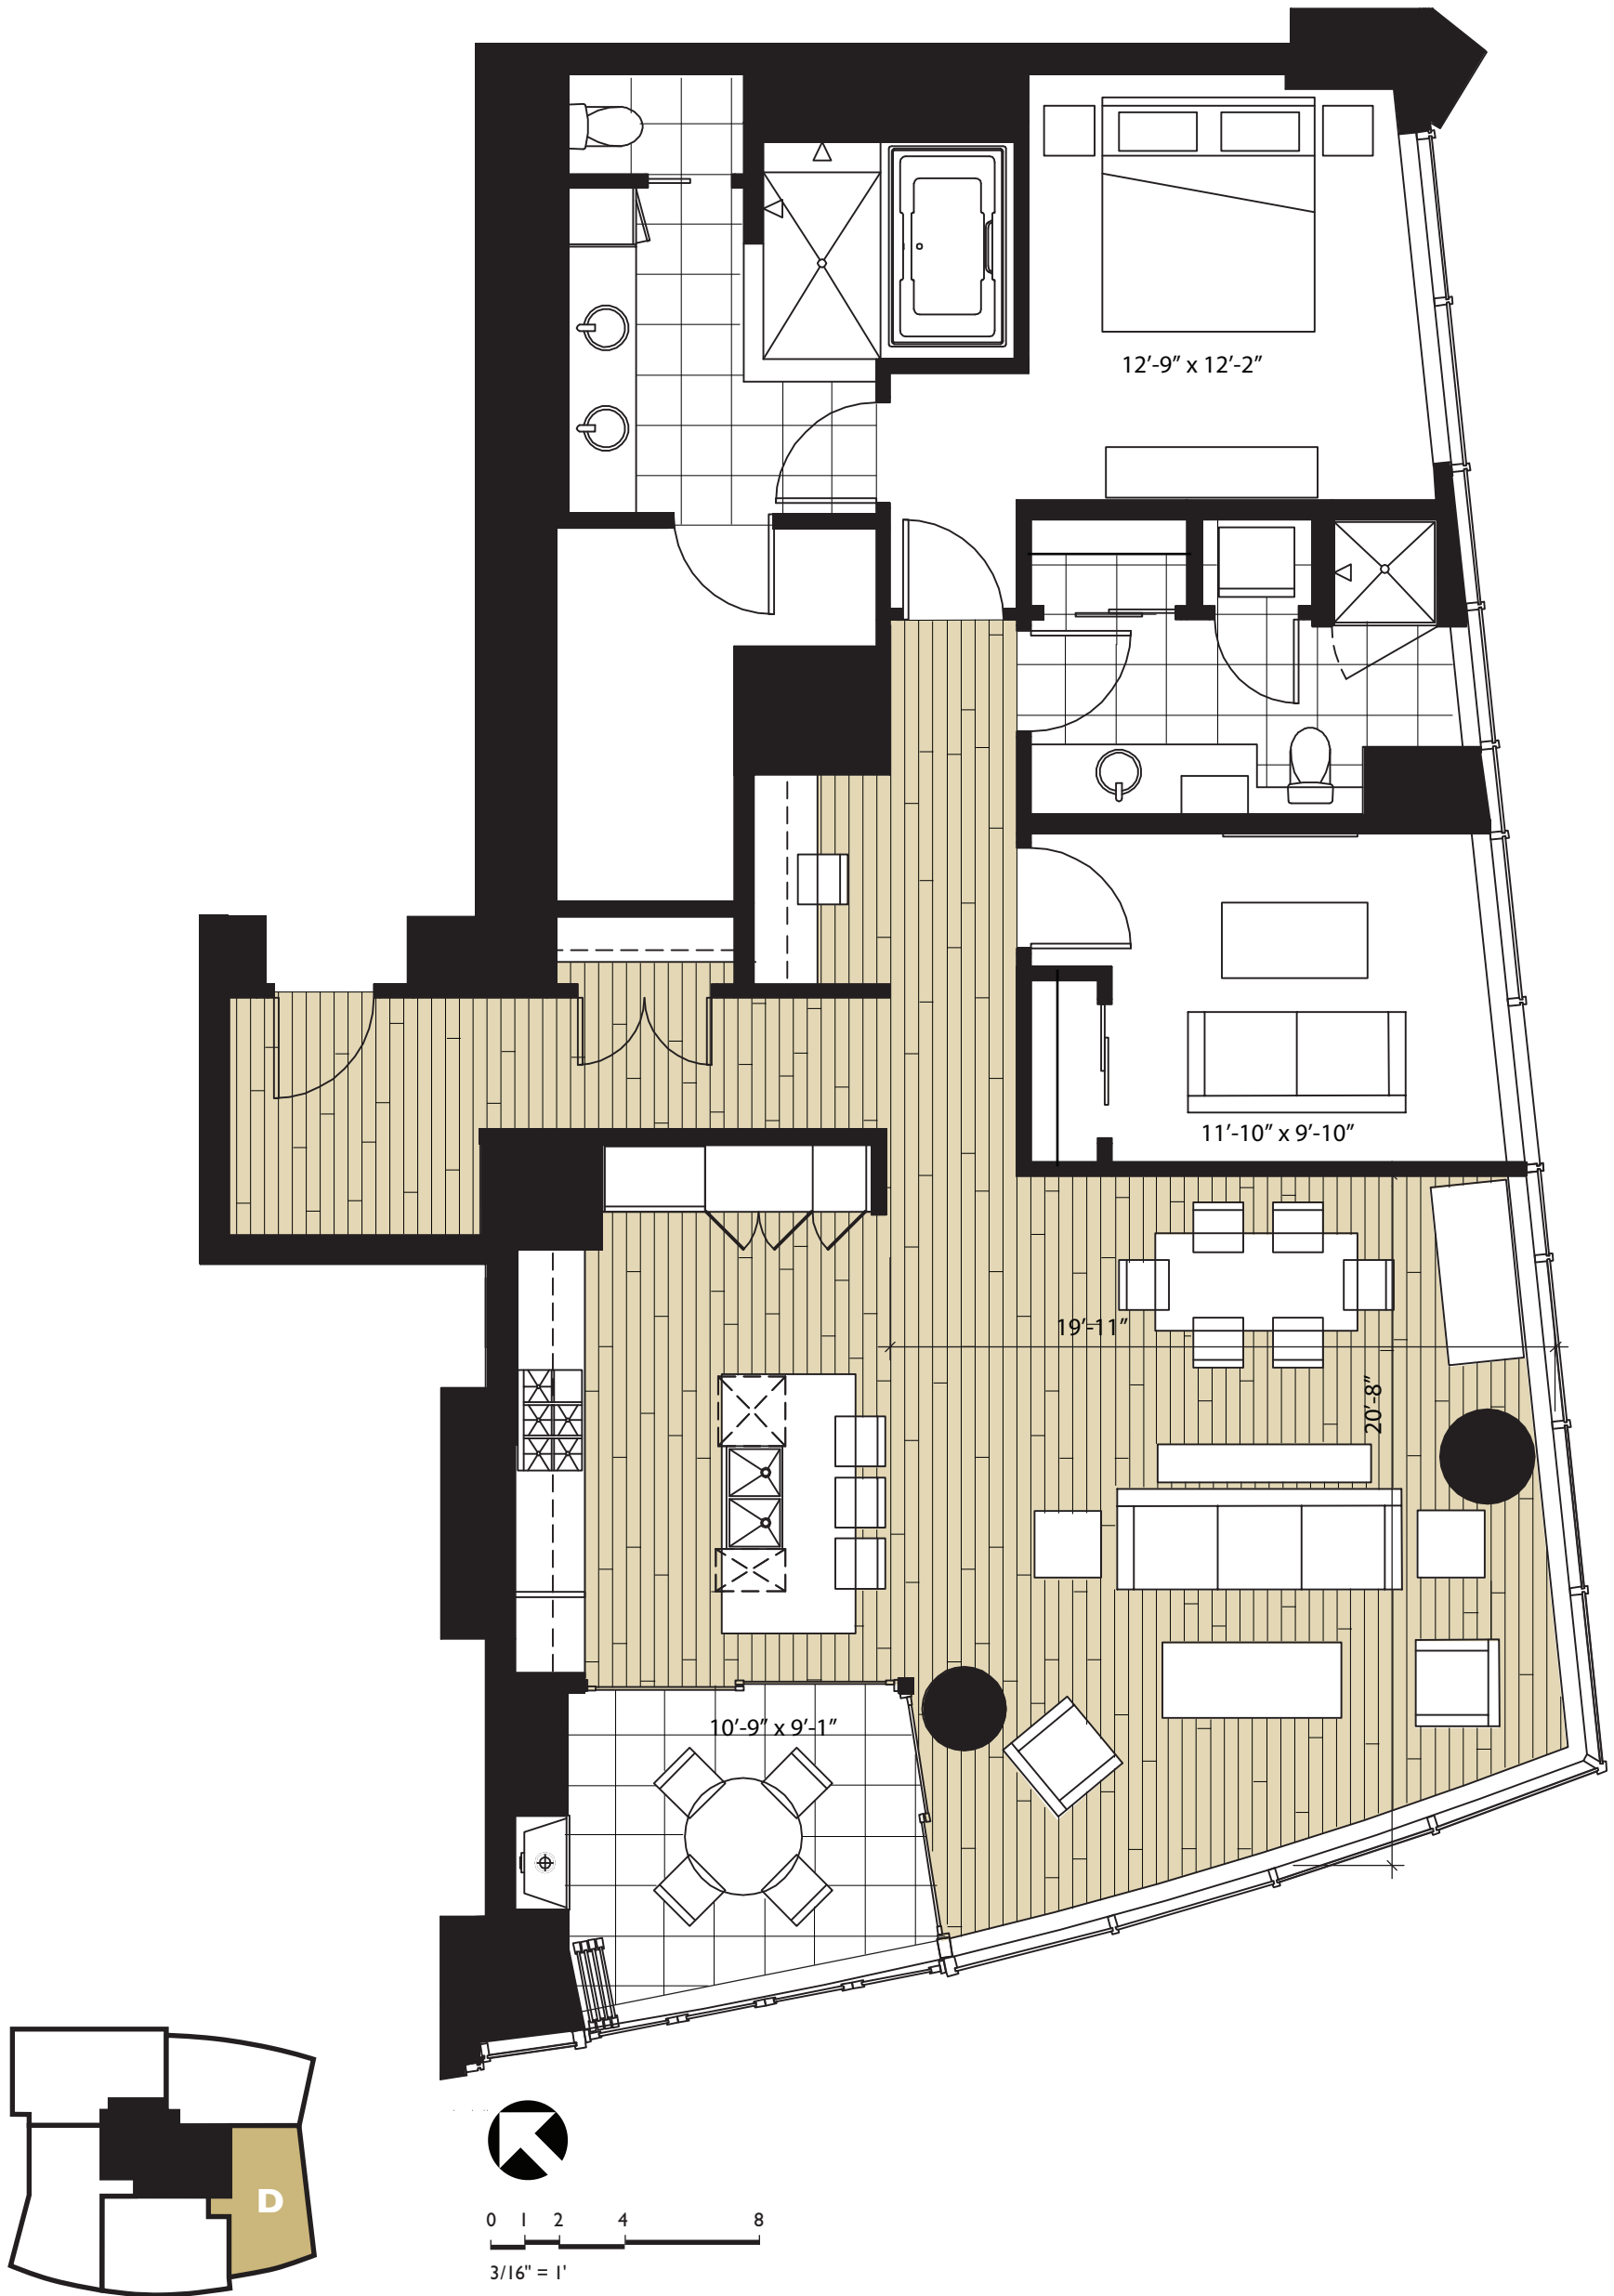 12’-9” x 12’-2”
11’-10” x 9’-10”
19’-11”
20’-8”
10’-9” x 9’-1”
D
0 1 2 4 8
3/16" = 1'